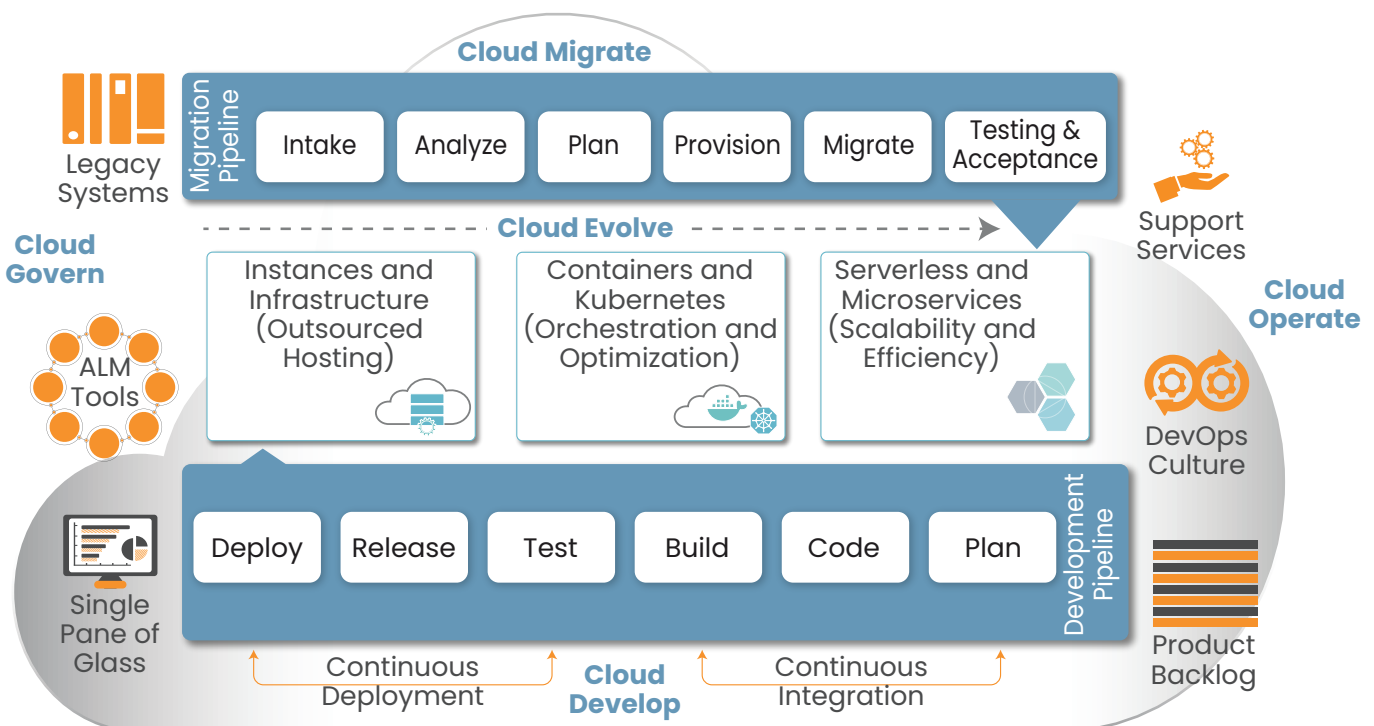 Cloud Migrate
Migration
Pipeline
Intake
Analyze
Plan
Provision
Migrate
Testing &
Acceptance
Legacy
Systems
Support
Services
Cloud Evolve
Cloud
Govern
Instances and
Infrastructure
(Outsourced
Hosting)
Containers and
Kubernetes
(Orchestration and
Optimization)
Serverless and
Microservices
(Scalability and
Efficiency)
Cloud
Operate
ALM
Tools
DevOps
Culture
Deploy
Release
Test
Build
Code
Plan
Development
Pipeline
Single
Pane of
Glass
Product
Backlog
Continuous
Deployment
Cloud
Develop
Continuous
Integration